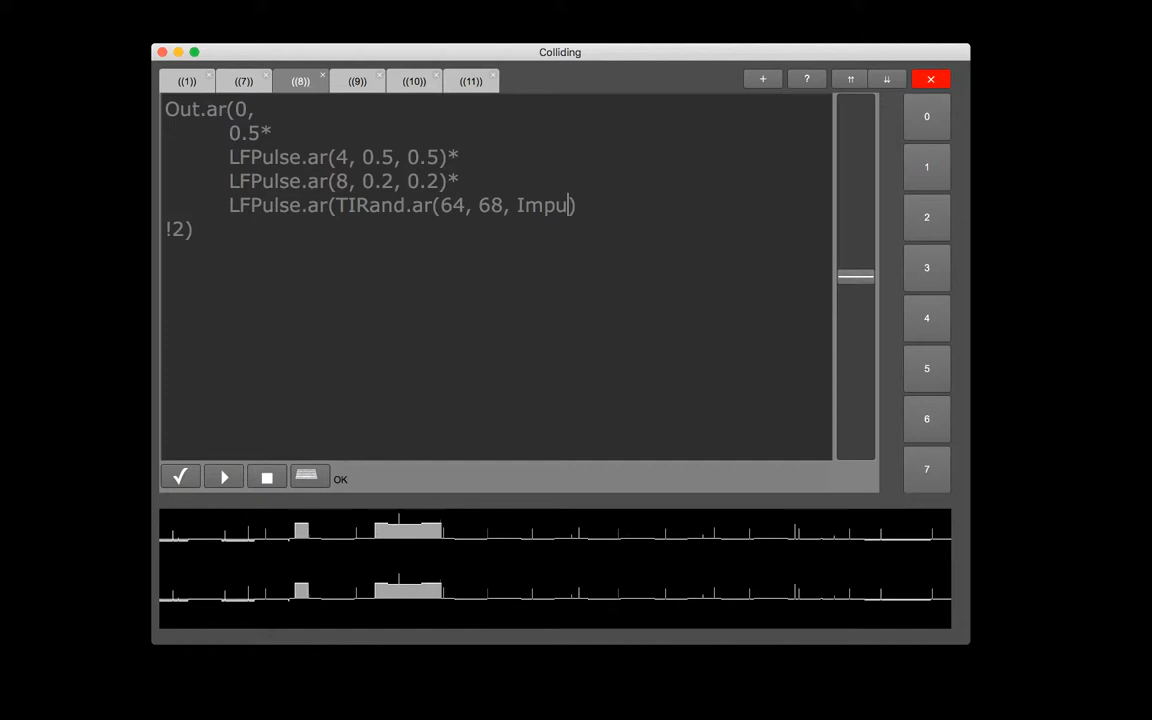 Colliding
((1)) ((7)) ((8)) ((9)) ((10)) ((11)) + ?
Out.ar(0,
0.5*
LFPulse.ar(4, 0.5, 0.5)*
LFPulse.ar(8, 0.2, 0.2)*
LFPulse.ar(TIRand.ar(64, 68, Impu)
!2)
0
1
2
3
4
5
6
7
OK